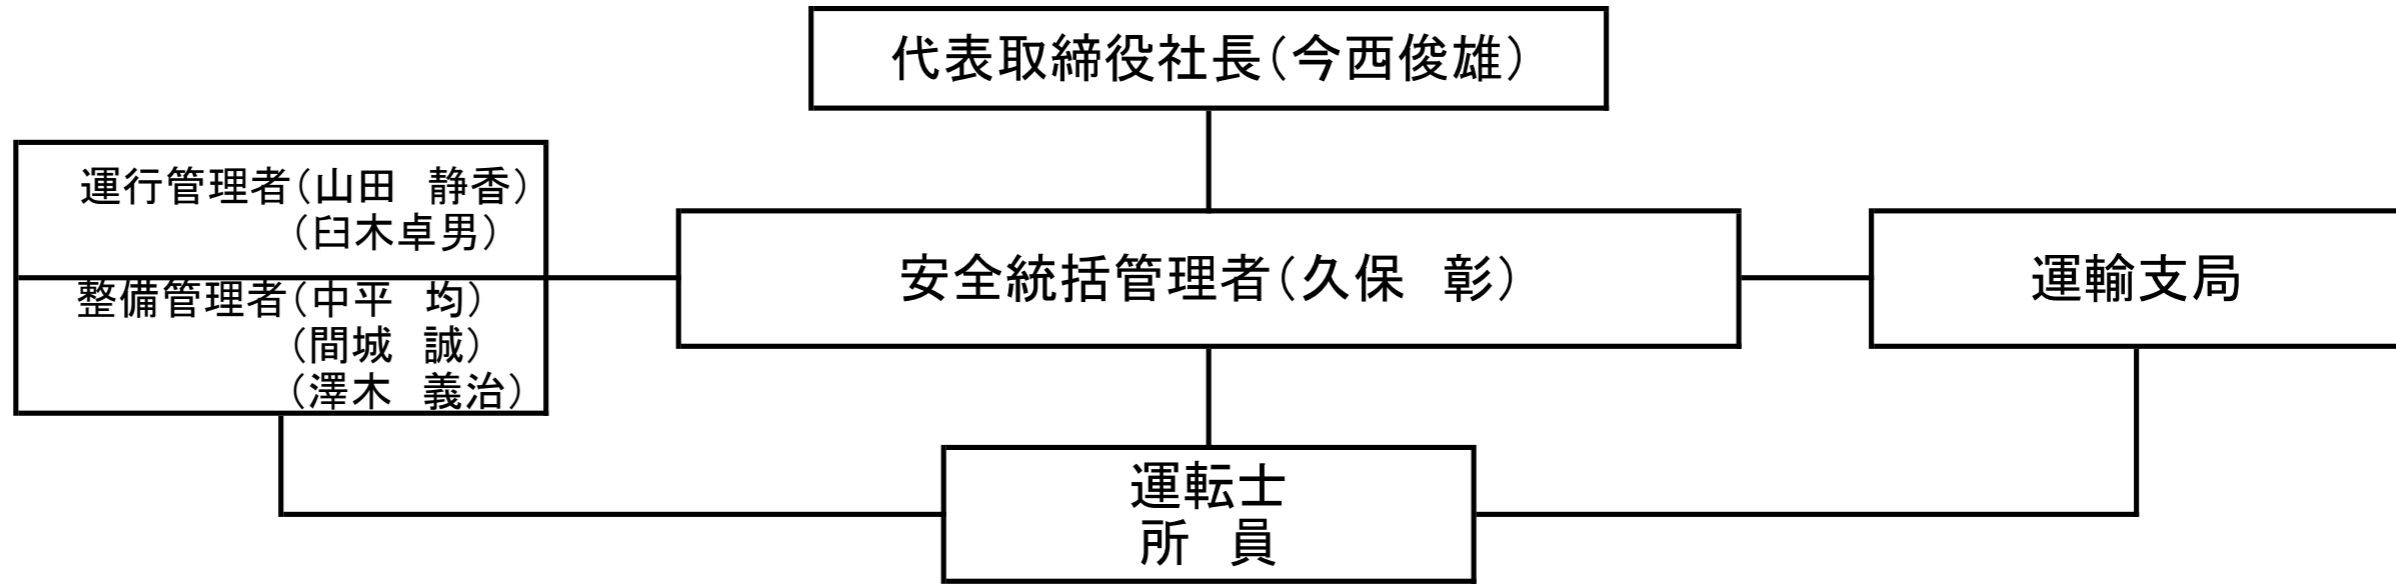 代表取締役社長(今西俊雄)
運行管理者(山田　静香)
(臼木卓男)
整備管理者(中平　均)
(間城　誠)
(澤木　義治)
安全統括管理者(久保　彰)
運輸支局
運転士
所　員